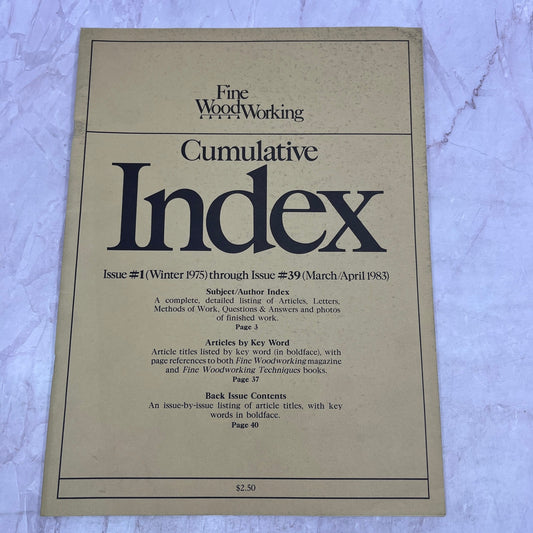 Fine
WoodWorking
Cumulative
Index
Issue #1 (Winter 1975) through Issue #39 (March/April 1983)
Subject/Author Index
A complete, detailed listing of Articles, Letters,
Methods of Work, Questions & Answers and photos
of finished work.
Page 3
Articles by Key Word
Article titles listed by key word (in boldface), with
page references to both Fine Woodworking magazine
and Fine Woodworking Techniques books.
Page 37
Back Issue Contents
An issue-by-issue listing of article titles, with key
words in boldface.
Page 40
$2.50